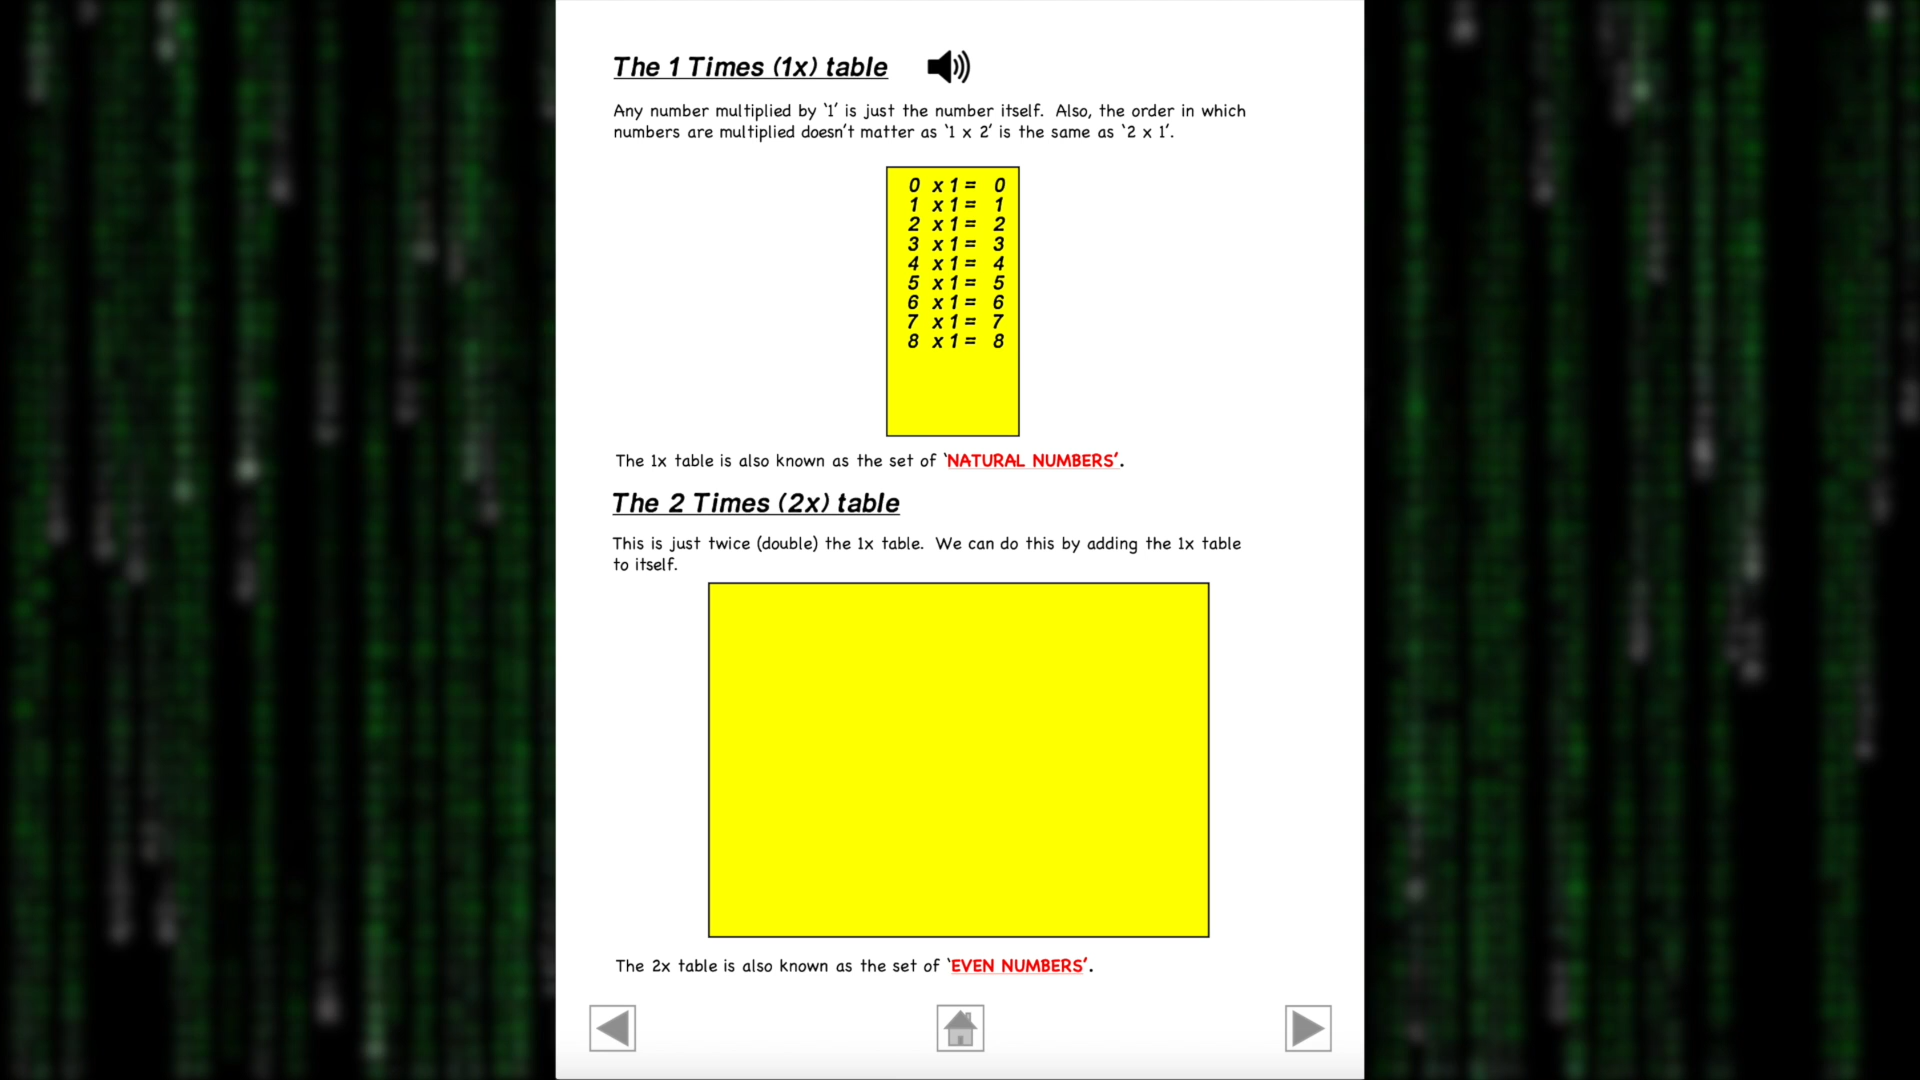 The 1 Times (1x) table
Any number multiplied by ‘1’ is just the number itself. Also, the order in which
numbers are multiplied doesn’t matter as ‘1 x 2’ is the same as ‘2 x 1’.
0 x 1 = 0
1 x 1 = 1
2 x 1 = 2
3 x 1 = 3
4 x 1 = 4
5 x 1 = 5
6 x 1 = 6
7 x 1 = 7
8 x 1 = 8
The 1x table is also known as the set of ‘NATURAL NUMBERS’.
The 2 Times (2x) table
This is just twice (double) the 1x table. We can do this by adding the 1x table
to itself.
The 2x table is also known as the set of ‘EVEN NUMBERS’.